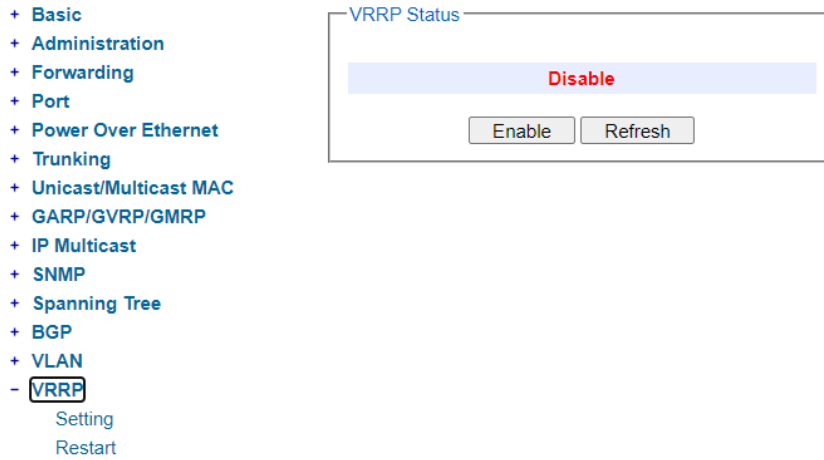 + Basic
+ Administration
+ Forwarding
+ Port
+ Power Over Ethernet
+ Trunking
+ Unicast/Multicast MAC
+ GARP/GVRP/GMRP
+ IP Multicast
+ SNMP
+ Spanning Tree
+ BGP
+ VLAN
- VRRP
Setting
Restart
VRRP Status
Disable
Enable Refresh